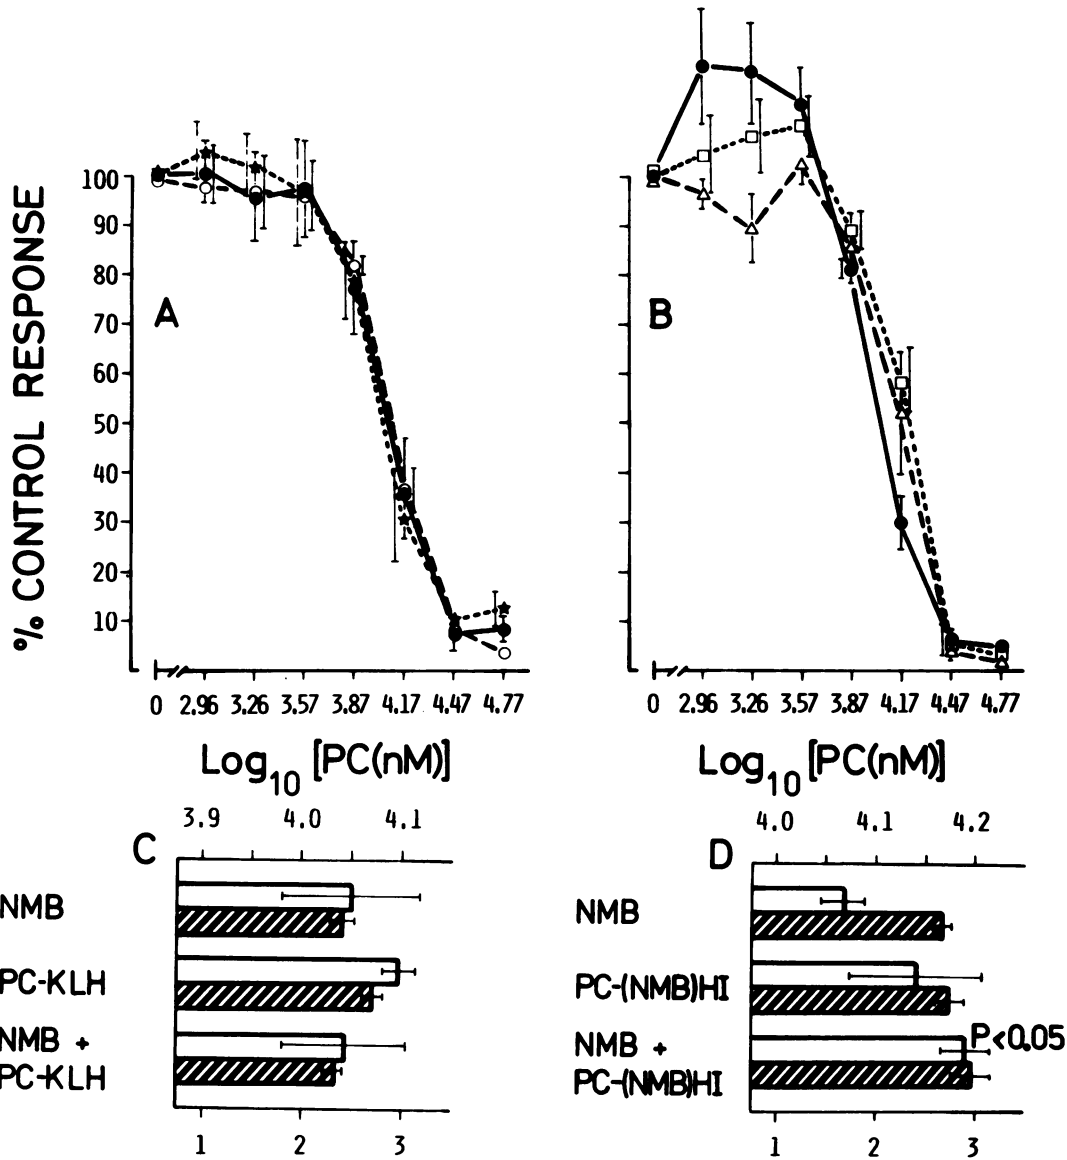 % CONTROL RESPONSE
100
90
80
70
60
50
40
30
20
10
A
0 2.96 3.26 3.57 3.87 4.17 4.47 4.77
Log10 [PC(nM)]
B
0 2.96 3.26 3.57 3.87 4.17 4.47 4.77
Log10 [PC(nM)]
C
3.9 4.0 4.1
NMB
PC-KLH
NMB +
PC-KLH
1 2 3
D
4.0 4.1 4.2
NMB
PC-(NMB)HI
NMB +
PC-(NMB)HI
P<0.05
1 2 3